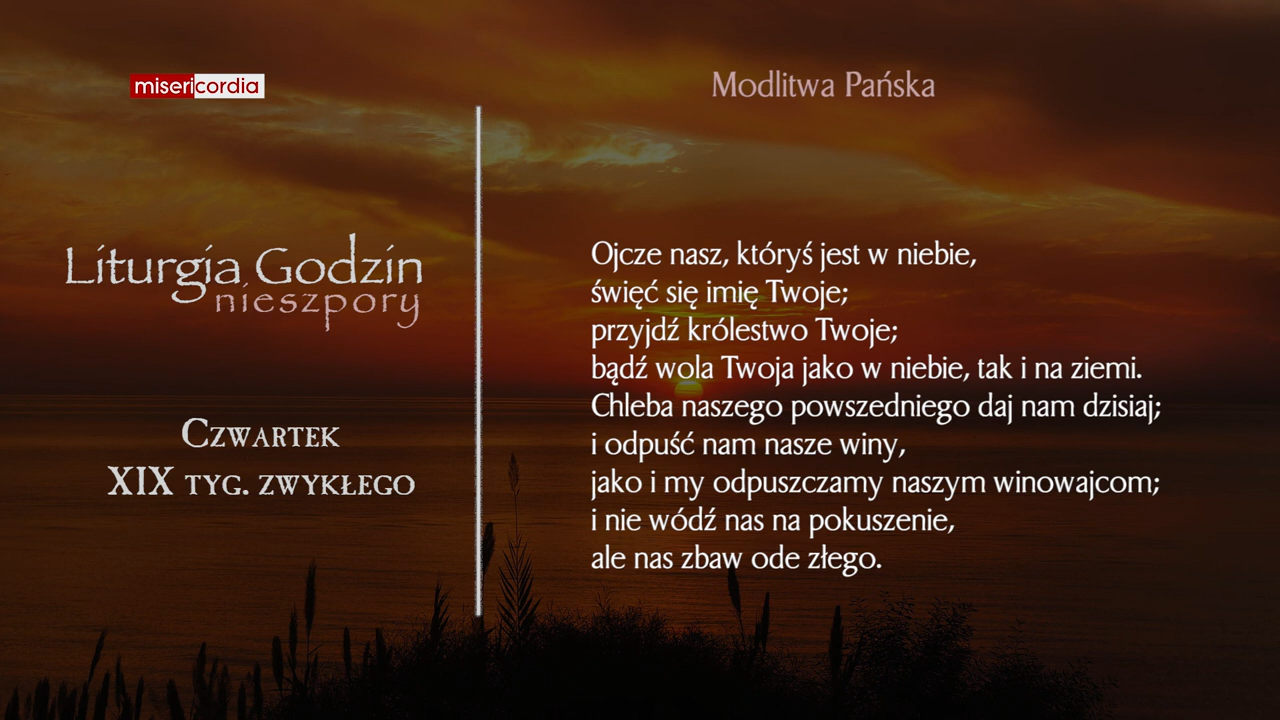 misericordia
Modlitwa Pańska
Liturgia Godzin
nieszpory
Czwartek
XIX tyg. zwykłego
Ojcze nasz, któryś jest w niebie,
święć się imię Twoje;
przyjdź królestwo Twoje;
bądź wola Twoja jako w niebie, tak i na ziemi.
Chleba naszego powszedniego daj nam dzisiaj;
i odpuść nam nasze winy,
jako i my odpuszczamy naszym winowajcom;
i nie wódź nas na pokuszenie,
ale nas zbaw ode złego.